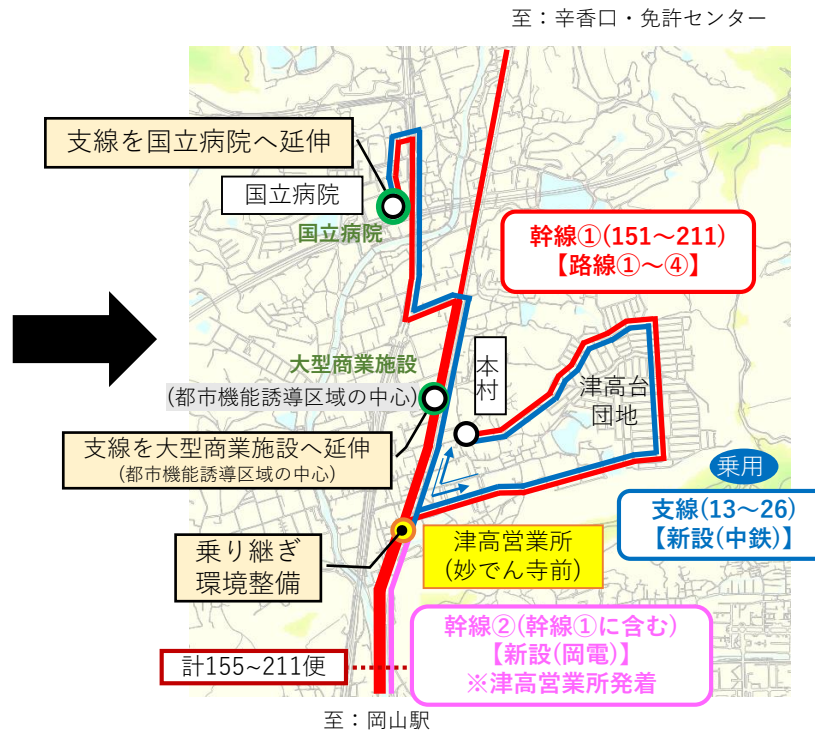 至：辛香口・免許センター
支線を国立病院へ延伸
国立病院
国立病院
幹線①(151～211)
【路線①～④】
大型商業施設
(都市機能誘導区域の中心)
本村
津高台
団地
支線を大型商業施設へ延伸
(都市機能誘導区域の中心)
乗用
支線(13～26)
【新設(中鉄)】
乗り継ぎ
環境整備
津高営業所
(妙でん寺前)
幹線②(幹線①に含む)
【新設(岡電)】
※津高営業所発着
計155~211便
至：岡山駅